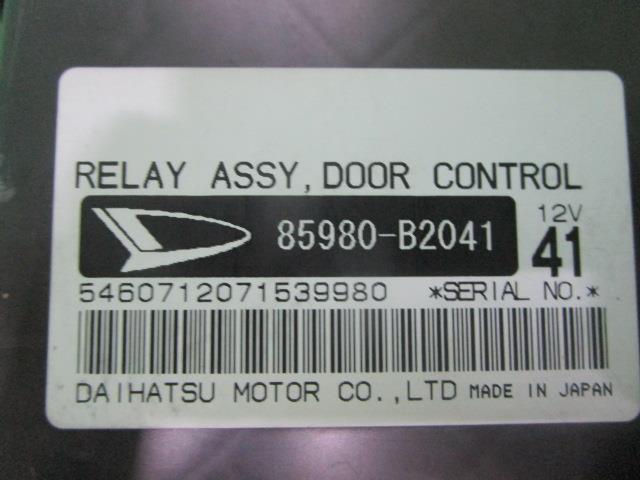 RELAY ASSY, DOOR CONTROL
85980-B2041
12V
41
5460712071539980 *SERIAL NO.*
DAIHATSU MOTOR CO.,LTD MADE IN JAPAN